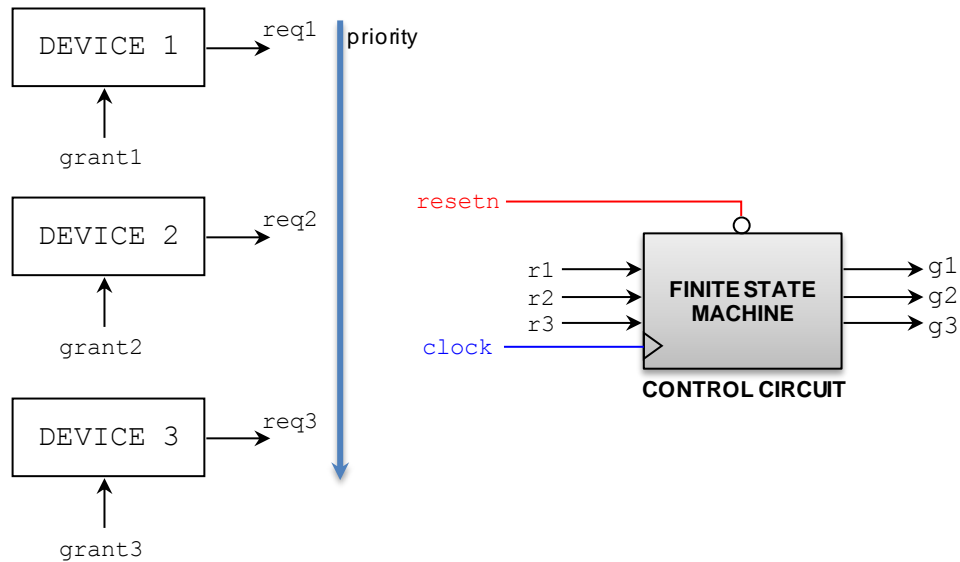 DEVICE 1
req1
grant1
DEVICE 2
req2
grant2
DEVICE 3
req3
grant3
priority
resetn
r1
r2
r3
clock
FINITE STATE
MACHINE
g1
g2
g3
CONTROL CIRCUIT